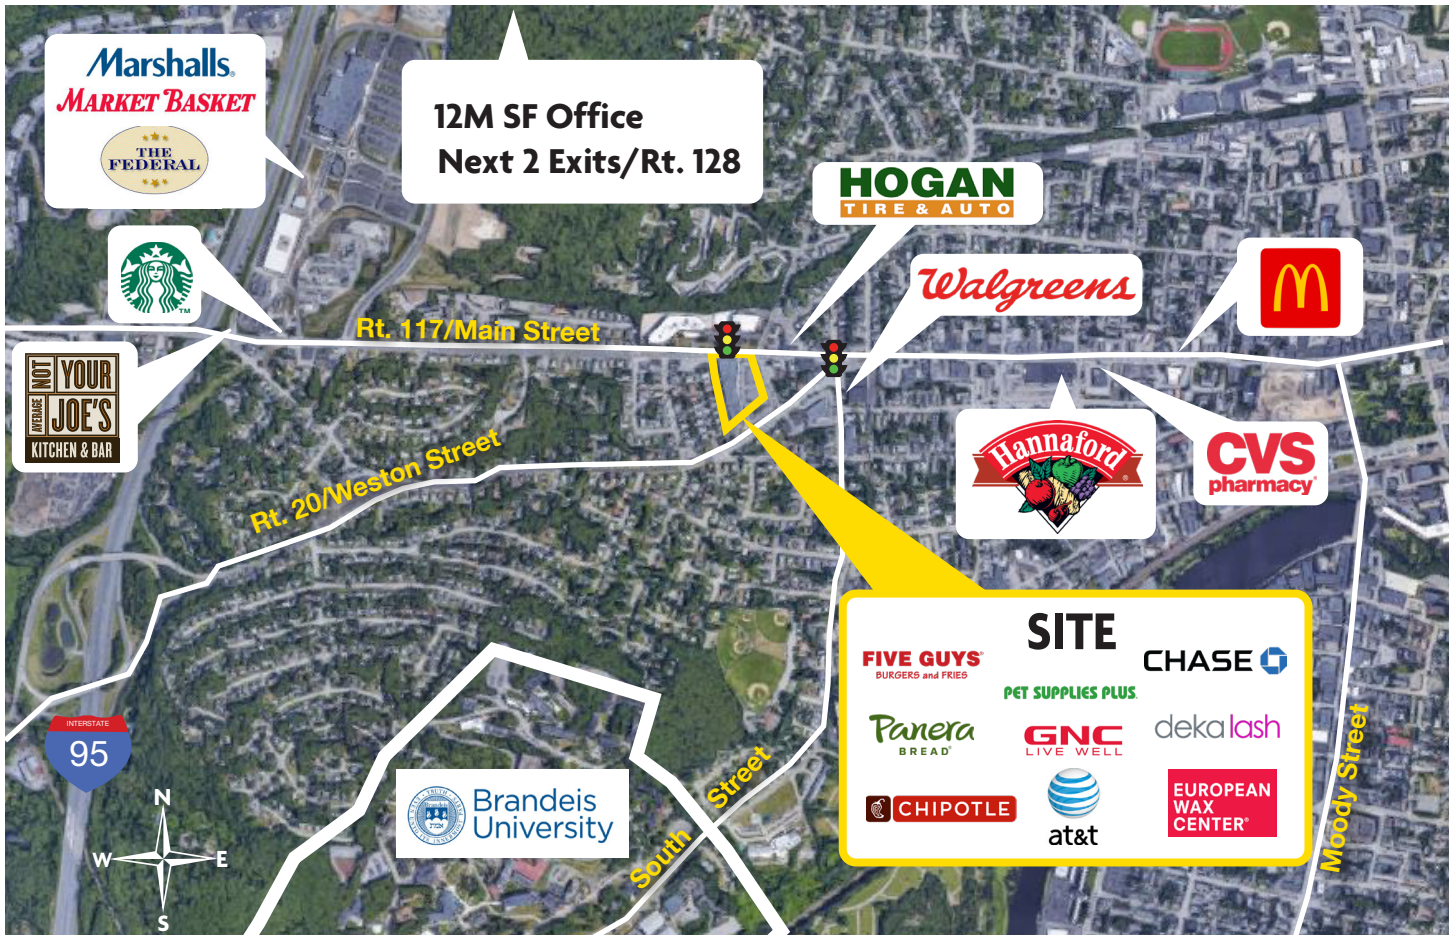 Marshalls.
MARKET BASKET
THE
FEDERAL
12M SF Office
Next 2 Exits/Rt. 128
HOGAN
TIRE & AUTO
Walgreens
TM
Rt. 117/Main Street
NOT
YOUR
AVERAGE
JOE'S
KITCHEN & BAR
Rt. 20/Weston Street
Hannaford
®
CVS
pharmacy®
SITE
FIVE GUYS®
BURGERS and FRIES
CHASE
PET SUPPLIES PLUS.
Panera
BREAD®
GNC
LIVE WELL
deka lash
CHIPOTLE
at&t
EUROPEAN
WAX
CENTER®
INTERSTATE
95
N
W
E
S
Brandeis
University
South Street
Moody Street